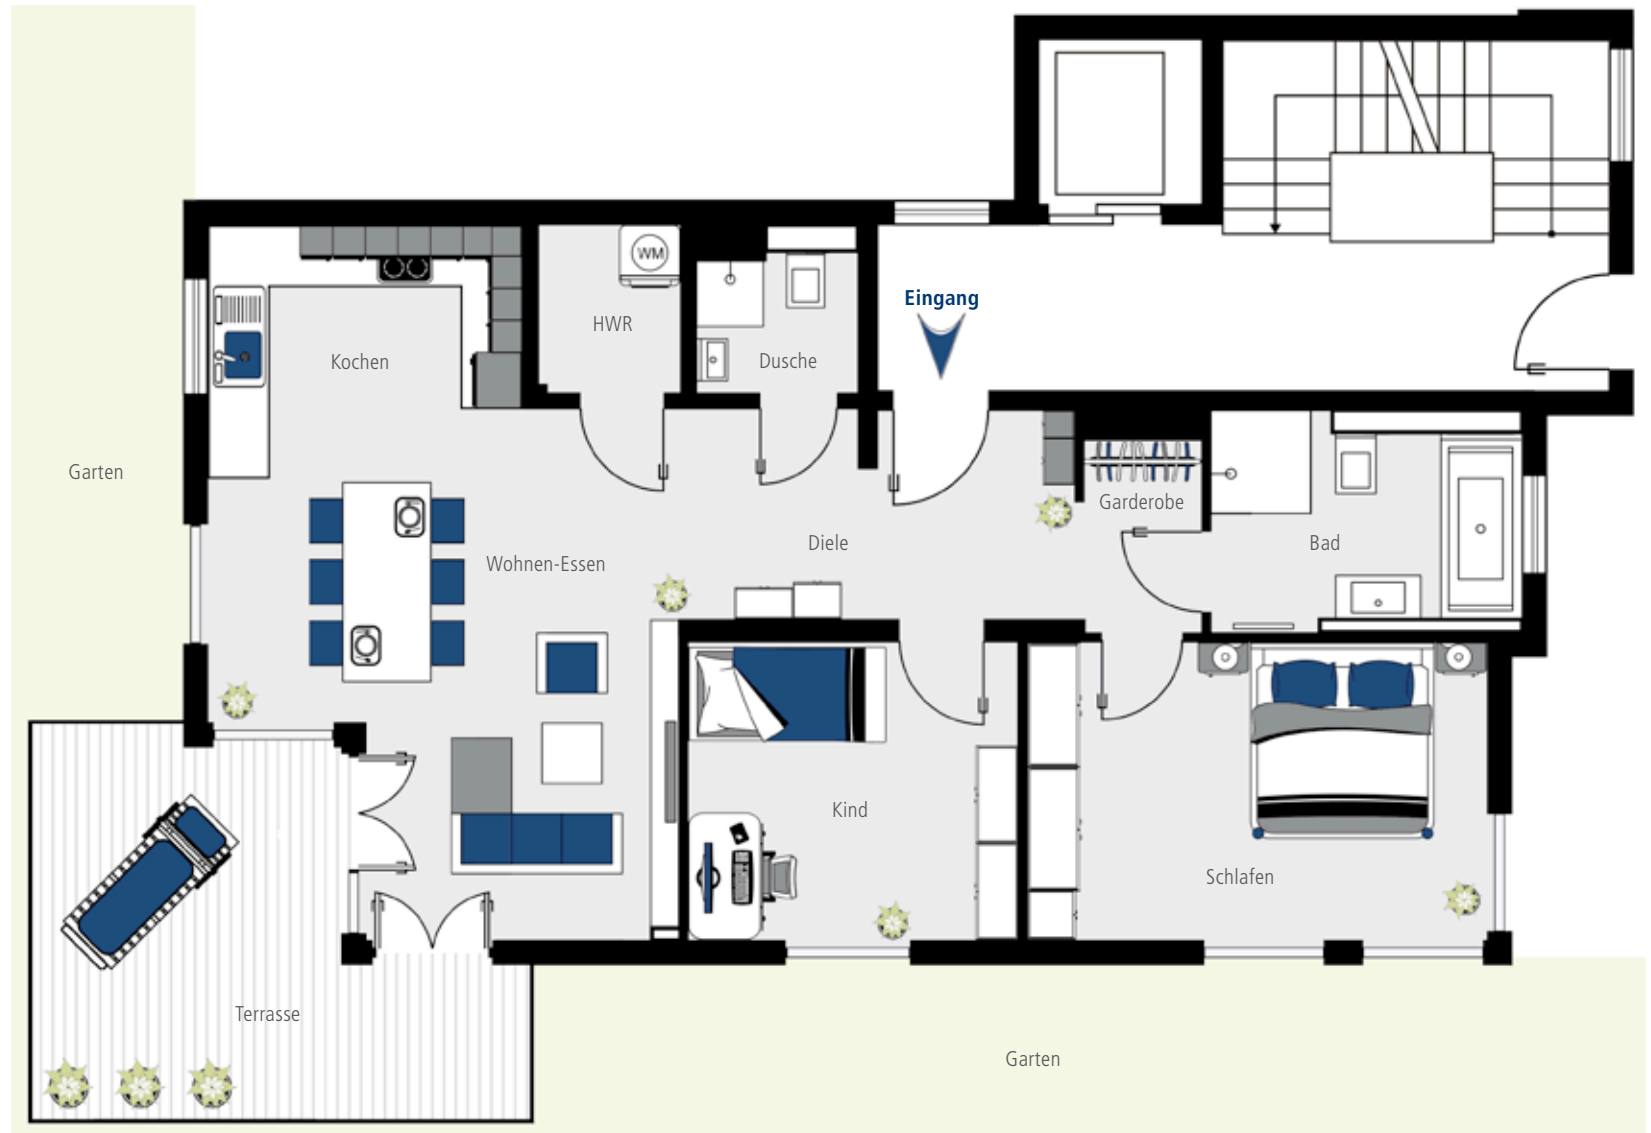 WM
Eingang
HWR
Kochen
Dusche
Garten
Garderobe
Diele
Bad
Wohnen-Essen
Kind
Schlafen
Terrasse
Garten